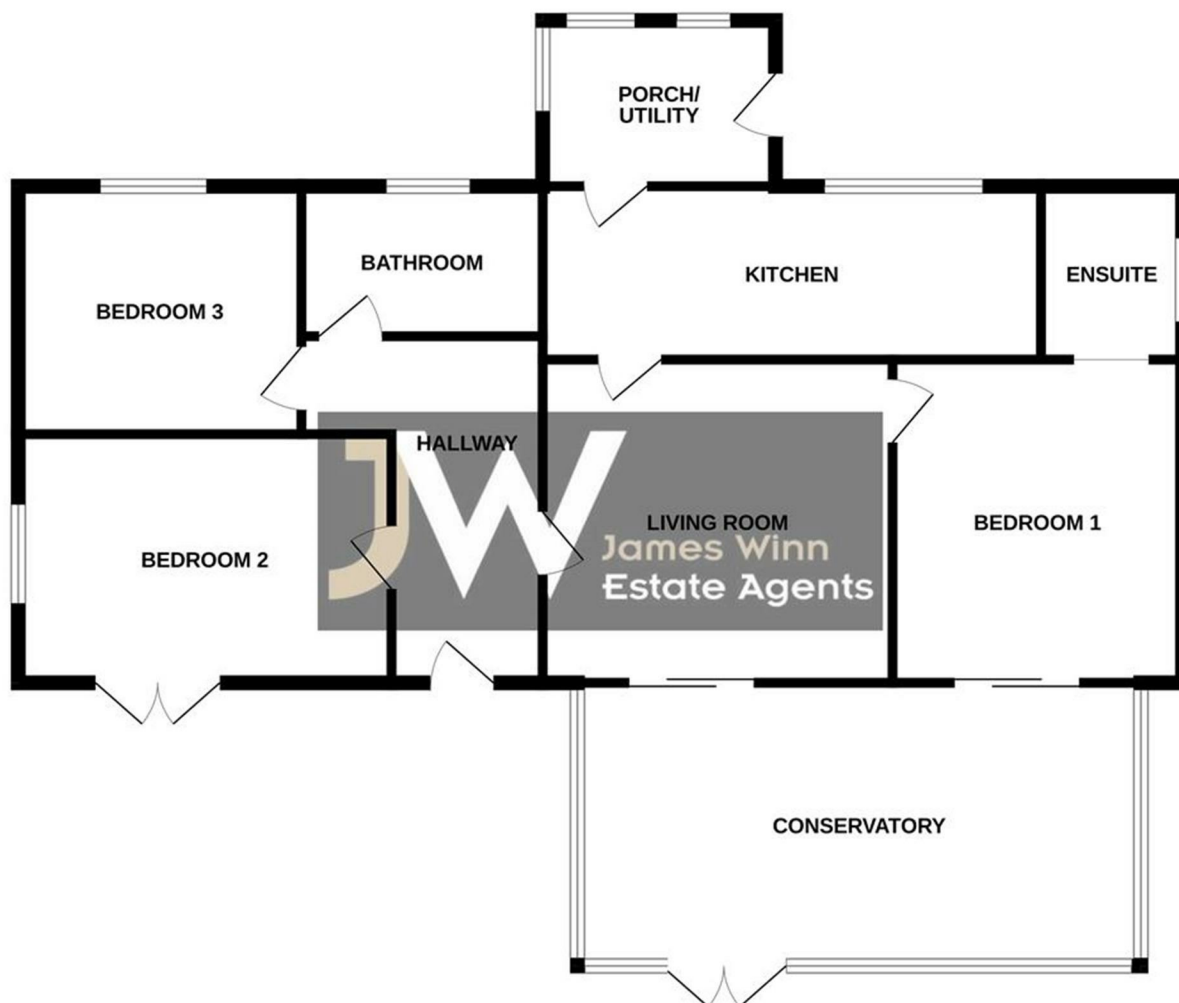 PORCH/
UTILITY
BATHROOM
BEDROOM 3
KITCHEN
ENSUITE
HALLWAY
JW
LIVING ROOM
BEDROOM 1
James Winn
Estate Agents
BEDROOM 2
CONSERVATORY